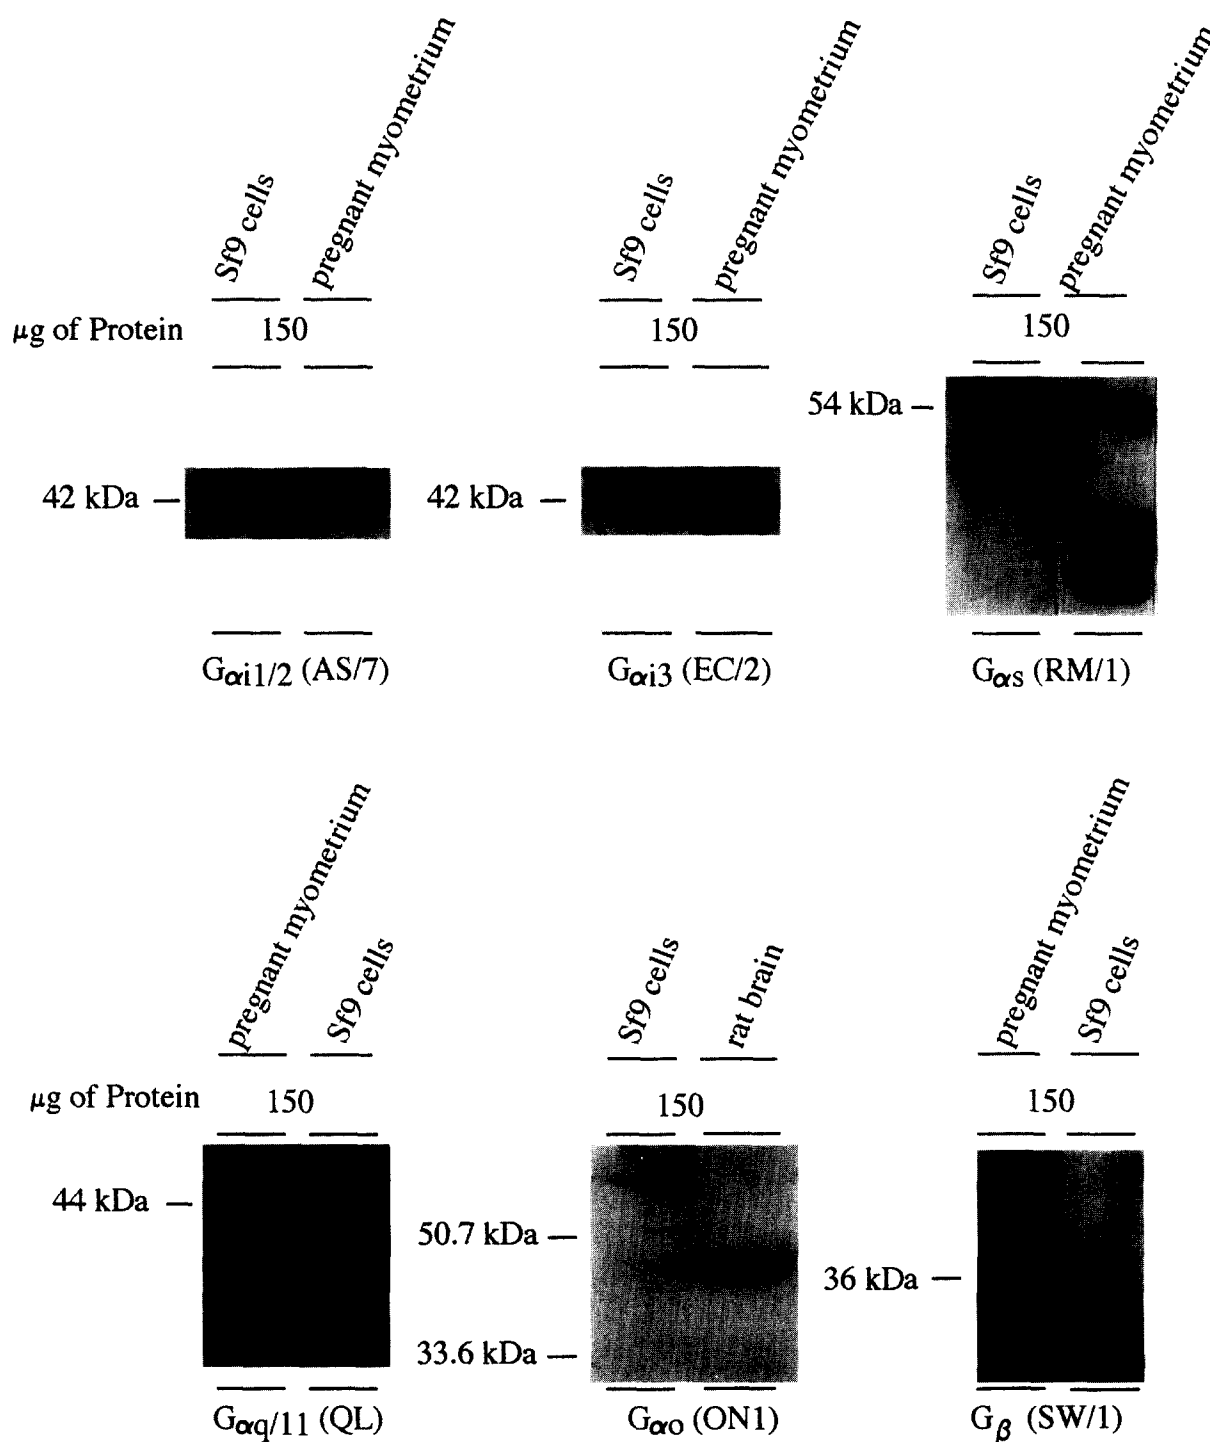 Sf9 cells
pregnant myometrium
Sf9 cells
pregnant myometrium
Sf9 cells
pregnant myometrium
μg of Protein
150
150
150
54 kDa
42 kDa
42 kDa
Gαi1/2 (AS/7)
Gαi3 (EC/2)
Gαs (RM/1)
pregnant myometrium
Sf9 cells
Sf9 cells
rat brain
pregnant myometrium
Sf9 cells
μg of Protein
150
150
150
44 kDa
50.7 kDa
36 kDa
33.6 kDa
Gαq/11 (QL)
Gαo (ON1)
Gβ (SW/1)